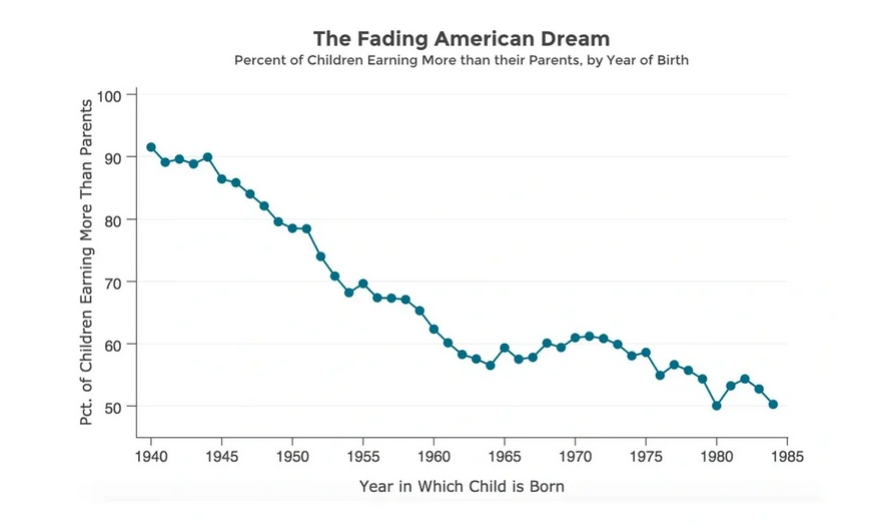 The Fading American Dream
Percent of Children Earning More than their Parents, by Year of Birth
Pct. of Children Earning More Than Parents
100
90
80
70
60
50
1940 1945 1950 1955 1960 1965 1970 1975 1980 1985
Year in Which Child is Born